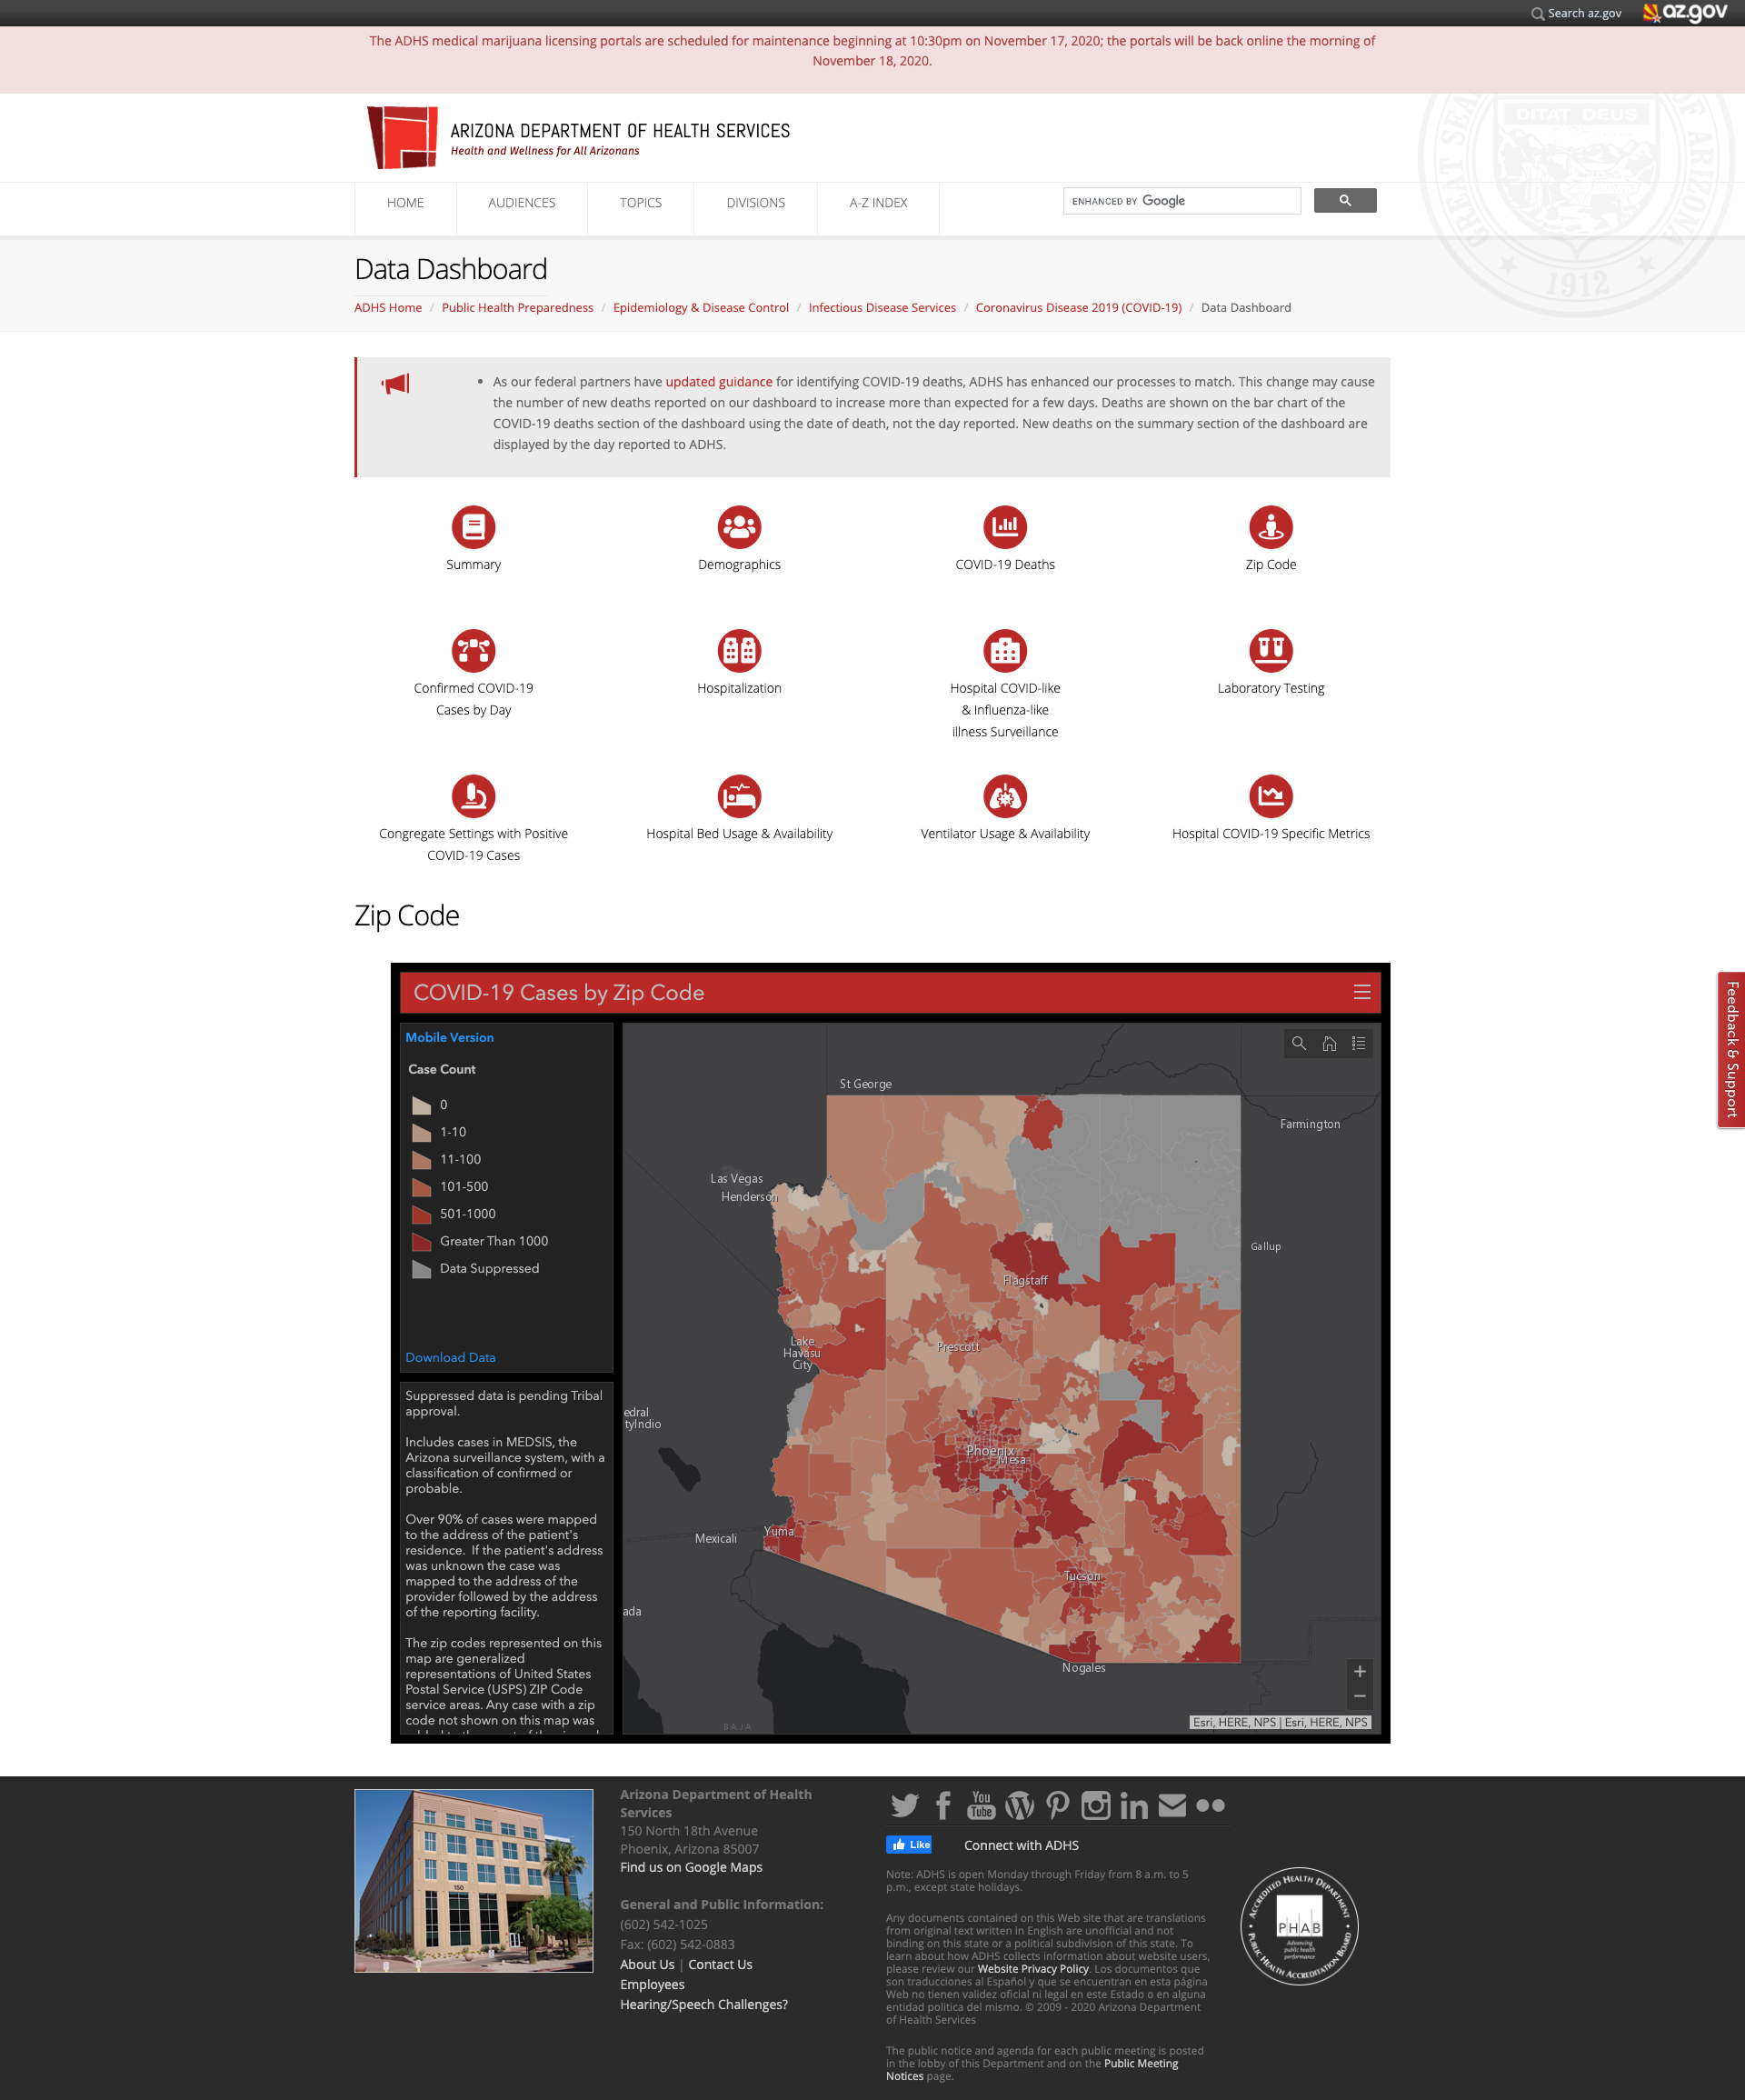 Search az.gov
az.gov
The ADHS medical marijuana licensing portals are scheduled for maintenance beginning at 10:30pm on November 17, 2020; the portals will be back online the morning of
November 18, 2020.
ARIZONA DEPARTMENT OF HEALTH SERVICES
Health and Wellness for All Arizonans
GREAT SEAL OF ARIZONA
DITAT DEUS
1912
HOME
AUDIENCES
TOPICS
DIVISIONS
A-Z INDEX
ENHANCED BY Google
Data Dashboard
ADHS Home / Public Health Preparedness / Epidemiology & Disease Control / Infectious Disease Services / Coronavirus Disease 2019 (COVID-19) / Data Dashboard
• As our federal partners have updated guidance for identifying COVID-19 deaths, ADHS has enhanced our processes to match. This change may cause
the number of new deaths reported on our dashboard to increase more than expected for a few days. Deaths are shown on the bar chart of the
COVID-19 deaths section of the dashboard using the date of death, not the day reported. New deaths on the summary section of the dashboard are
displayed by the day reported to ADHS.
Summary
Demographics
COVID-19 Deaths
Zip Code
Confirmed COVID-19
Cases by Day
Hospitalization
Hospital COVID-like
& Influenza-like
illness Surveillance
Laboratory Testing
Congregate Settings with Positive
COVID-19 Cases
Hospital Bed Usage & Availability
Ventilator Usage & Availability
Hospital COVID-19 Specific Metrics
Zip Code
Feedback & Support
COVID-19 Cases by Zip Code
Mobile Version
Case Count
0
1-10
11-100
101-500
501-1000
Greater Than 1000
Data Suppressed
Download Data
Suppressed data is pending Tribal
approval.
Includes cases in MEDSIS, the
Arizona surveillance system, with a
classification of confirmed or
probable.
Over 90% of cases were mapped
to the address of the patient's
residence. If the patient's address
was unknown the case was
mapped to the address of the
provider followed by the address
of the reporting facility.
The zip codes represented on this
map are generalized
representations of United States
Postal Service (USPS) ZIP Code
service areas. Any case with a zip
code not shown on this map was
St George
Farmington
Las Vegas
Henderson
Gallup
Flagstaff
Lake
Havasu
City
Prescott
edral
tyIndio
Phoenix
Mesa
Yuma
Mexicali
Tucson
ada
Nogales
BAJA
+
−
Esri, HERE, NPS | Esri, HERE, NPS
150
Arizona Department of Health
Services
150 North 18th Avenue
Phoenix, Arizona 85007
Find us on Google Maps
General and Public Information:
(602) 542-1025
Fax: (602) 542-0883
About Us | Contact Us
Employees
Hearing/Speech Challenges?
You
Tube
Like
Connect with ADHS
Note: ADHS is open Monday through Friday from 8 a.m. to 5
p.m., except state holidays.
Any documents contained on this Web site that are translations
from original text written in English are unofficial and not
binding on this state or a political subdivision of this state. To
learn about how ADHS collects information about website users,
please review our Website Privacy Policy. Los documentos que
son traducciones al Español y que se encuentran en esta página
Web no tienen validez oficial ni legal en este Estado o en alguna
entidad politica del mismo. © 2009 - 2020 Arizona Department
of Health Services
The public notice and agenda for each public meeting is posted
in the lobby of this Department and on the Public Meeting
Notices page.
ACCREDITED HEALTH DEPARTMENT
PHAB
Advancing
public health
performance
PUBLIC HEALTH ACCREDITATION BOARD